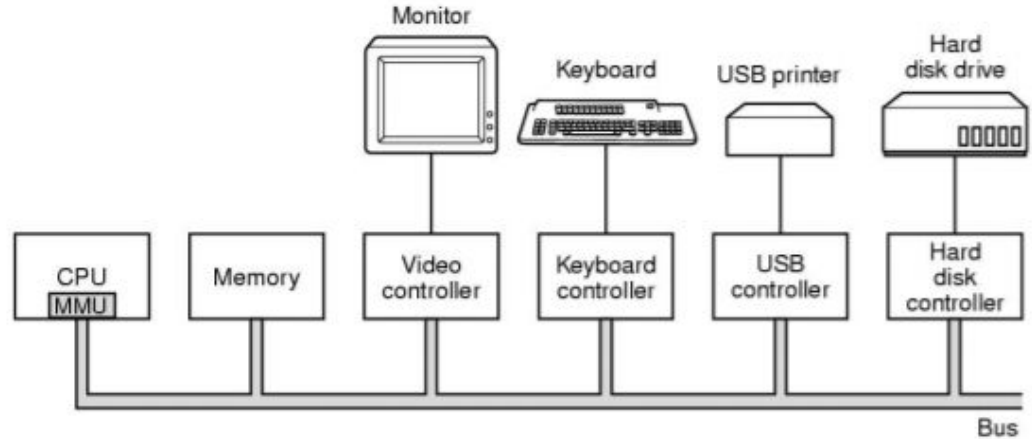 Monitor
Keyboard
USB printer
Hard
disk drive
CPU
MMU
Memory
Video
controller
Keyboard
controller
USB
controller
Hard
disk
controller
Bus